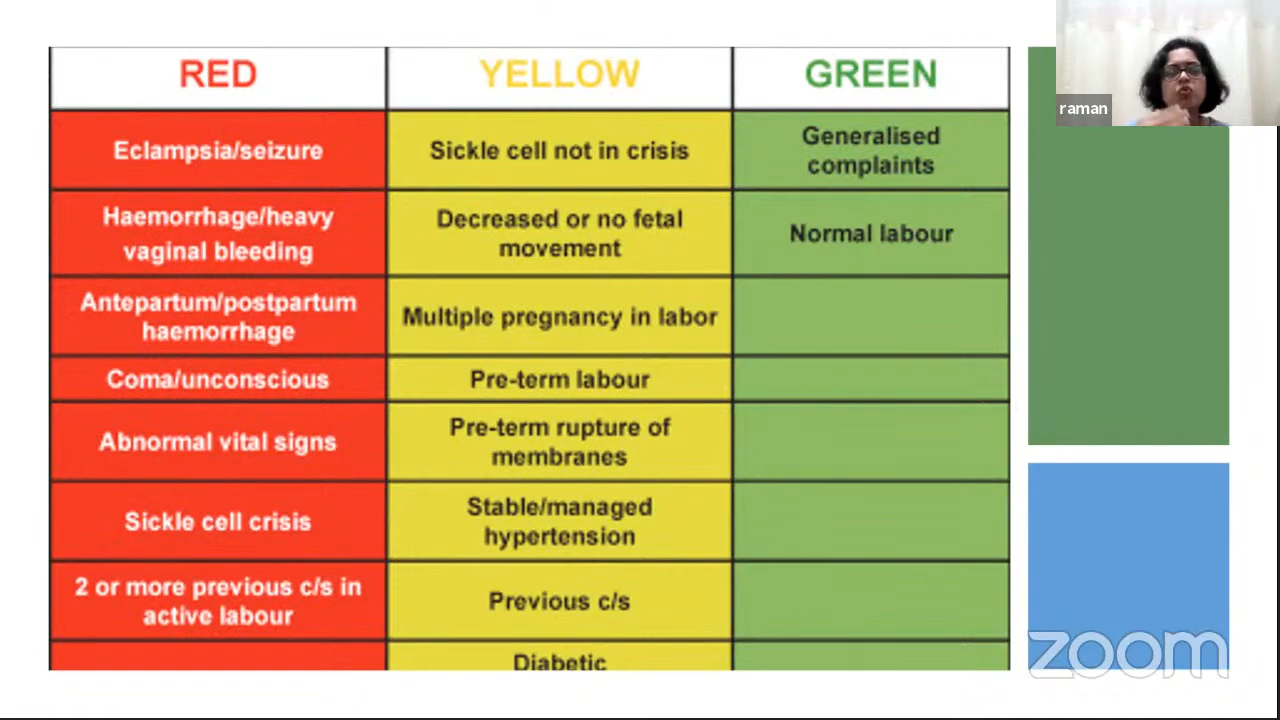 RED
YELLOW
GREEN
Eclampsia/seizure
Sickle cell not in crisis
Generalised
complaints
Haemorrhage/heavy
vaginal bleeding
Decreased or no fetal
movement
Normal labour
Antepartum/postpartum
haemorrhage
Multiple pregnancy in labor
Coma/unconscious
Pre-term labour
Abnormal vital signs
Pre-term rupture of
membranes
Sickle cell crisis
Stable/managed
hypertension
2 or more previous c/s in
active labour
Previous c/s
Diabetic
raman
zoom